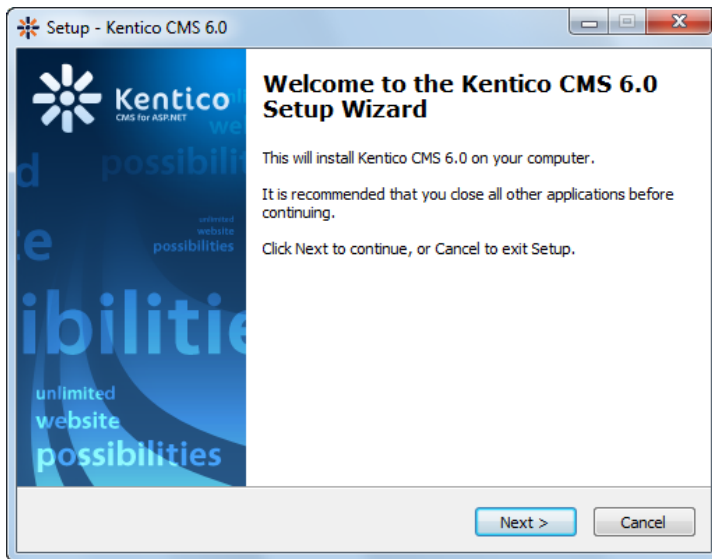 Setup - Kentico CMS 6.0
Kentico
CMS for ASP.NET
we
possibilit
d
unlimited
website
e
possibilities
ibilitie
unlimited
website
possibilities
Welcome to the Kentico CMS 6.0
Setup Wizard
This will install Kentico CMS 6.0 on your computer.
It is recommended that you close all other applications before
continuing.
Click Next to continue, or Cancel to exit Setup.
Next >
Cancel